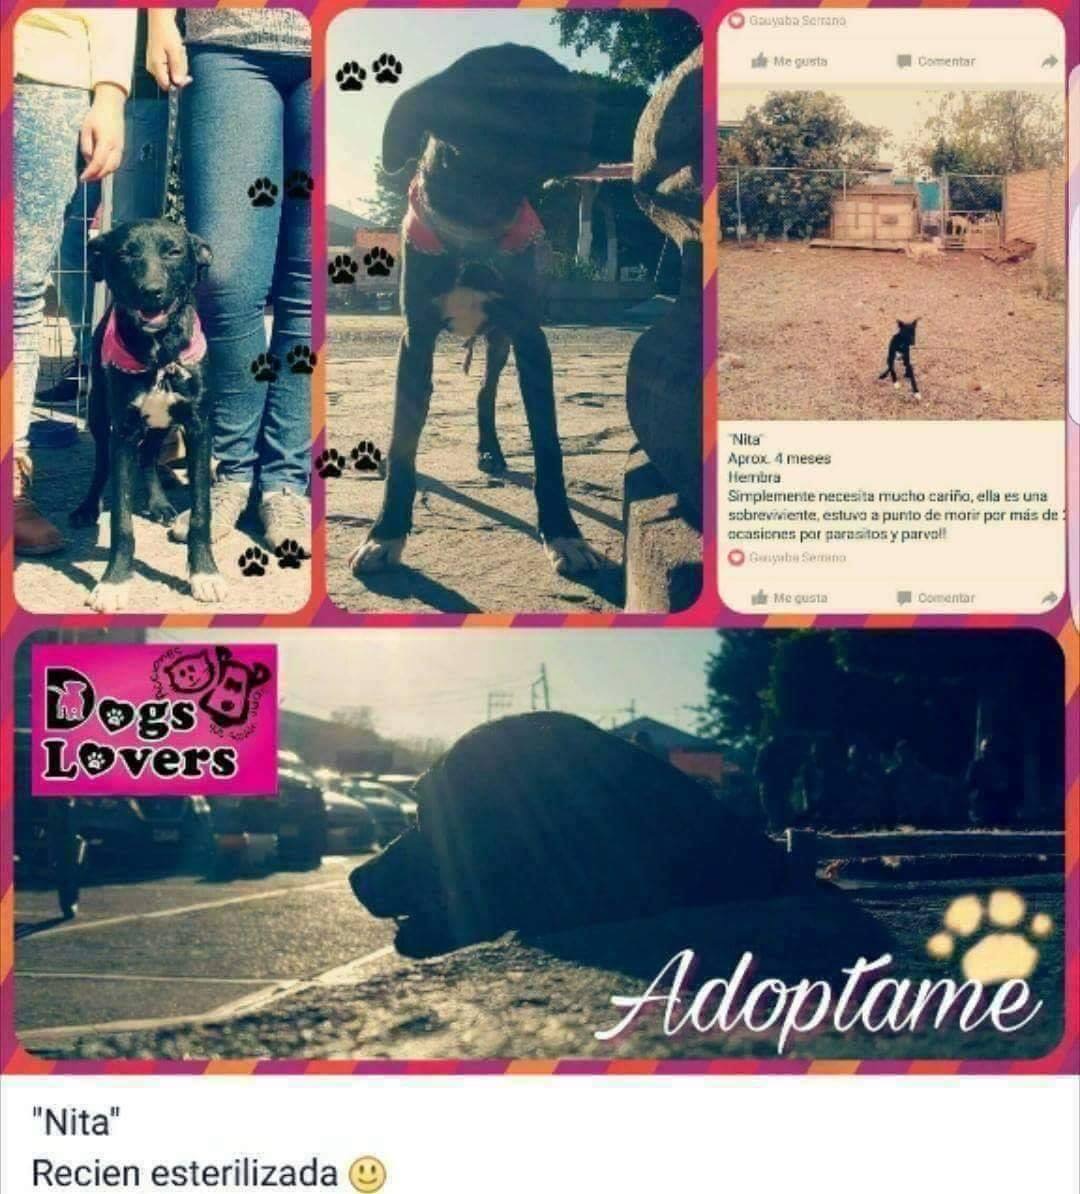 Gauyaba Serrano
Me gusta
Comentar
"Nita"
Aprox. 4 meses
Hembra
Simplemente necesita mucho cariño, ella es una
sobreviviente, estuvo a punto de morir por más de
ocasiones por parasitos y parvo!!
Gauyaba Serrano
Me gusta
Comentar
Dogs
Lovers
Adoptame
"Nita"
Recien esterilizada